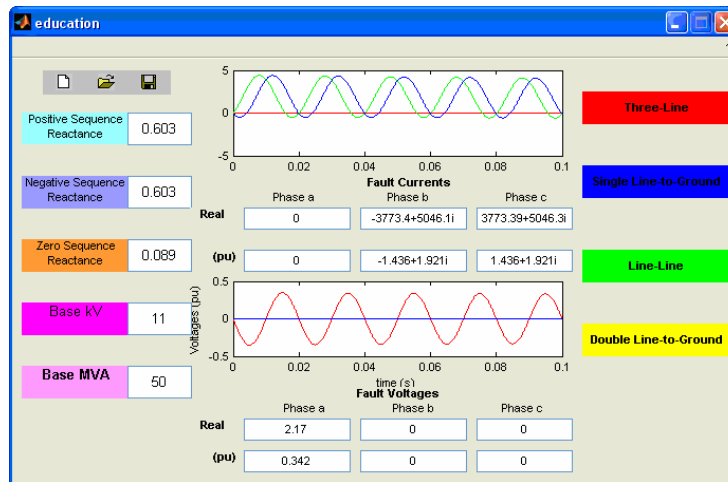 education
5
0
-5
0
0.02
0.04
0.06
0.08
0.1
Positive Sequence
Reactance
0.603
Negative Sequence
Reactance
0.603
Zero Sequence
Reactance
0.089
Base kV
11
Base MVA
50
Fault Currents
Phase a
Phase b
Phase c
Real
0
-3773.4+5046.1i
3773.39+5046.3i
(pu)
0
-1.436+1.921i
1.436+1.921i
Voltages (pu)
0.5
0
-0.5
0
0.02
0.04
0.06
0.08
0.1
time (s)
Fault Voltages
Phase a
Phase b
Phase c
Real
2.17
0
0
(pu)
0.342
0
0
Three-Line
Single Line-to-Ground
Line-Line
Double Line-to-Ground